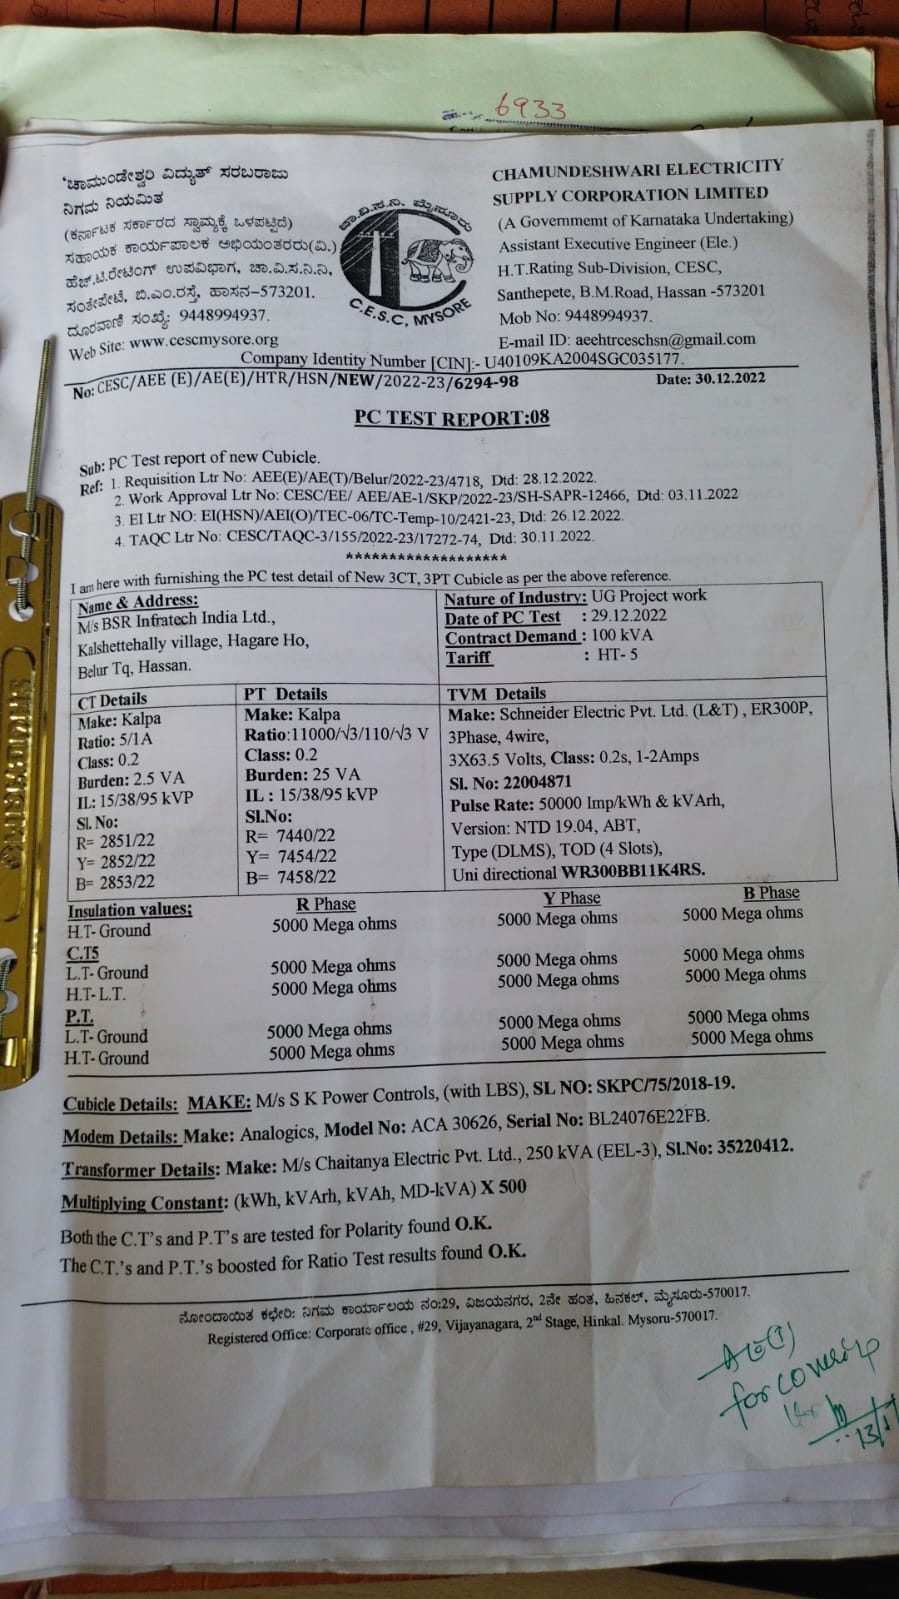 6933
'ಚಾಮುಂಡೇಶ್ವರಿ ವಿದ್ಯುತ್ ಸರಬರಾಜು
ನಿಗಮ ನಿಯಮಿತ
(ಕರ್ನಾಟಕ ಸರ್ಕಾರದ ಸ್ವಾಮ್ಯಕ್ಕೆ ಒಳಪಟ್ಟಿದೆ)
ಸಹಾಯಕ ಕಾರ್ಯಪಾಲಕ ಅಭಿಯಂತರರು(ವಿ.)
ಹೆಚ್.ಟಿ.ರೇಟಿಂಗ್ ಉಪವಿಭಾಗ, ಚಾ.ವಿ.ಸ.ನಿ.ನಿ,
ಸಂತೇಪೇಟೆ, ಬಿ.ಎಂ.ರಸ್ತೆ, ಹಾಸನ-573201.
ದೂರವಾಣಿ ಸಂಖ್ಯೆ: 9448994937.
Web Site: www.cescmysore.org
ಚಾ.ವಿ.ಸ.ನಿ. ಮೈಸೂರು
C.E.S.C, MYSORE
CHAMUNDESHWARI ELECTRICITY
SUPPLY CORPORATION LIMITED
(A Governmemt of Karnataka Undertaking)
Assistant Executive Engineer (Ele.)
H.T.Rating Sub-Division, CESC,
Santhepete, B.M.Road, Hassan -573201
Mob No: 9448994937.
E-mail ID: aeehtrceschsn@gmail.com
Company Identity Number [CIN]:- U40109KA2004SGC035177.
No: CESC/AEE (E)/AE(E)/HTR/HSN/NEW/2022-23/6294-98 Date: 30.12.2022
PC TEST REPORT:08
Sub: PC Test report of new Cubicle.
Ref: 1. Requisition Ltr No: AEE(E)/AE(T)/Belur/2022-23/4718, Dtd: 28.12.2022.
2. Work Approval Ltr No: CESC/EE/ AEE/AE-1/SKP/2022-23/SH-SAPR-12466, Dtd: 03.11.2022
3. EI Ltr NO: EI(HSN)/AEI(O)/TEC-06/TC-Temp-10/2421-23, Dtd: 26.12.2022.
4. TAQC Ltr No: CESC/TAQC-3/155/2022-23/17272-74, Dtd: 30.11.2022.
*******************
I am here with furnishing the PC test detail of New 3CT, 3PT Cubicle as per the above reference.
Name & Address:
M/s BSR Infratech India Ltd.,
Kalshettehally village, Hagare Ho,
Belur Tq, Hassan.
Nature of Industry: UG Project work
Date of PC Test : 29.12.2022
Contract Demand : 100 kVA
Tariff : HT- 5
CT Details
Make: Kalpa
Ratio: 5/1A
Class: 0.2
Burden: 2.5 VA
IL: 15/38/95 kVP
Sl. No:
R= 2851/22
Y= 2852/22
B= 2853/22
PT Details
Make: Kalpa
Ratio:11000/√3/110/√3 V
Class: 0.2
Burden: 25 VA
IL : 15/38/95 kVP
Sl.No:
R= 7440/22
Y= 7454/22
B= 7458/22
TVM Details
Make: Schneider Electric Pvt. Ltd. (L&T) , ER300P,
3Phase, 4wire,
3X63.5 Volts, Class: 0.2s, 1-2Amps
Sl. No: 22004871
Pulse Rate: 50000 Imp/kWh & kVArh,
Version: NTD 19.04, ABT,
Type (DLMS), TOD (4 Slots),
Uni directional WR300BB11K4RS.
Insulation values; R Phase Y Phase B Phase
H.T- Ground 5000 Mega ohms 5000 Mega ohms 5000 Mega ohms
C.T5
L.T- Ground 5000 Mega ohms 5000 Mega ohms 5000 Mega ohms
H.T- L.T. 5000 Mega ohms 5000 Mega ohms 5000 Mega ohms
P.T.
L.T- Ground 5000 Mega ohms 5000 Mega ohms 5000 Mega ohms
H.T- Ground 5000 Mega ohms 5000 Mega ohms 5000 Mega ohms
Cubicle Details: MAKE: M/s S K Power Controls, (with LBS), SL NO: SKPC/75/2018-19.
Modem Details: Make: Analogics, Model No: ACA 30626, Serial No: BL24076E22FB.
Transformer Details: Make: M/s Chaitanya Electric Pvt. Ltd., 250 kVA (EEL-3), Sl.No: 35220412.
Multiplying Constant: (kWh, kVArh, kVAh, MD-kVA) X 500
Both the C.T's and P.T's are tested for Polarity found O.K.
The C.T.'s and P.T.'s boosted for Ratio Test results found O.K.
ನೋಂದಾಯಿತ ಕಛೇರಿ: ನಿಗಮ ಕಾರ್ಯಾಲಯ ನಂ:29, ವಿಜಯನಗರ, 2ನೇ ಹಂತ, ಹಿನಕಲ್, ಮೈಸೂರು-570017.
Registered Office: Corporate office , #29, Vijayanagara, 2nd Stage, Hinkal. Mysoru-570017.
AE(T)
for covering